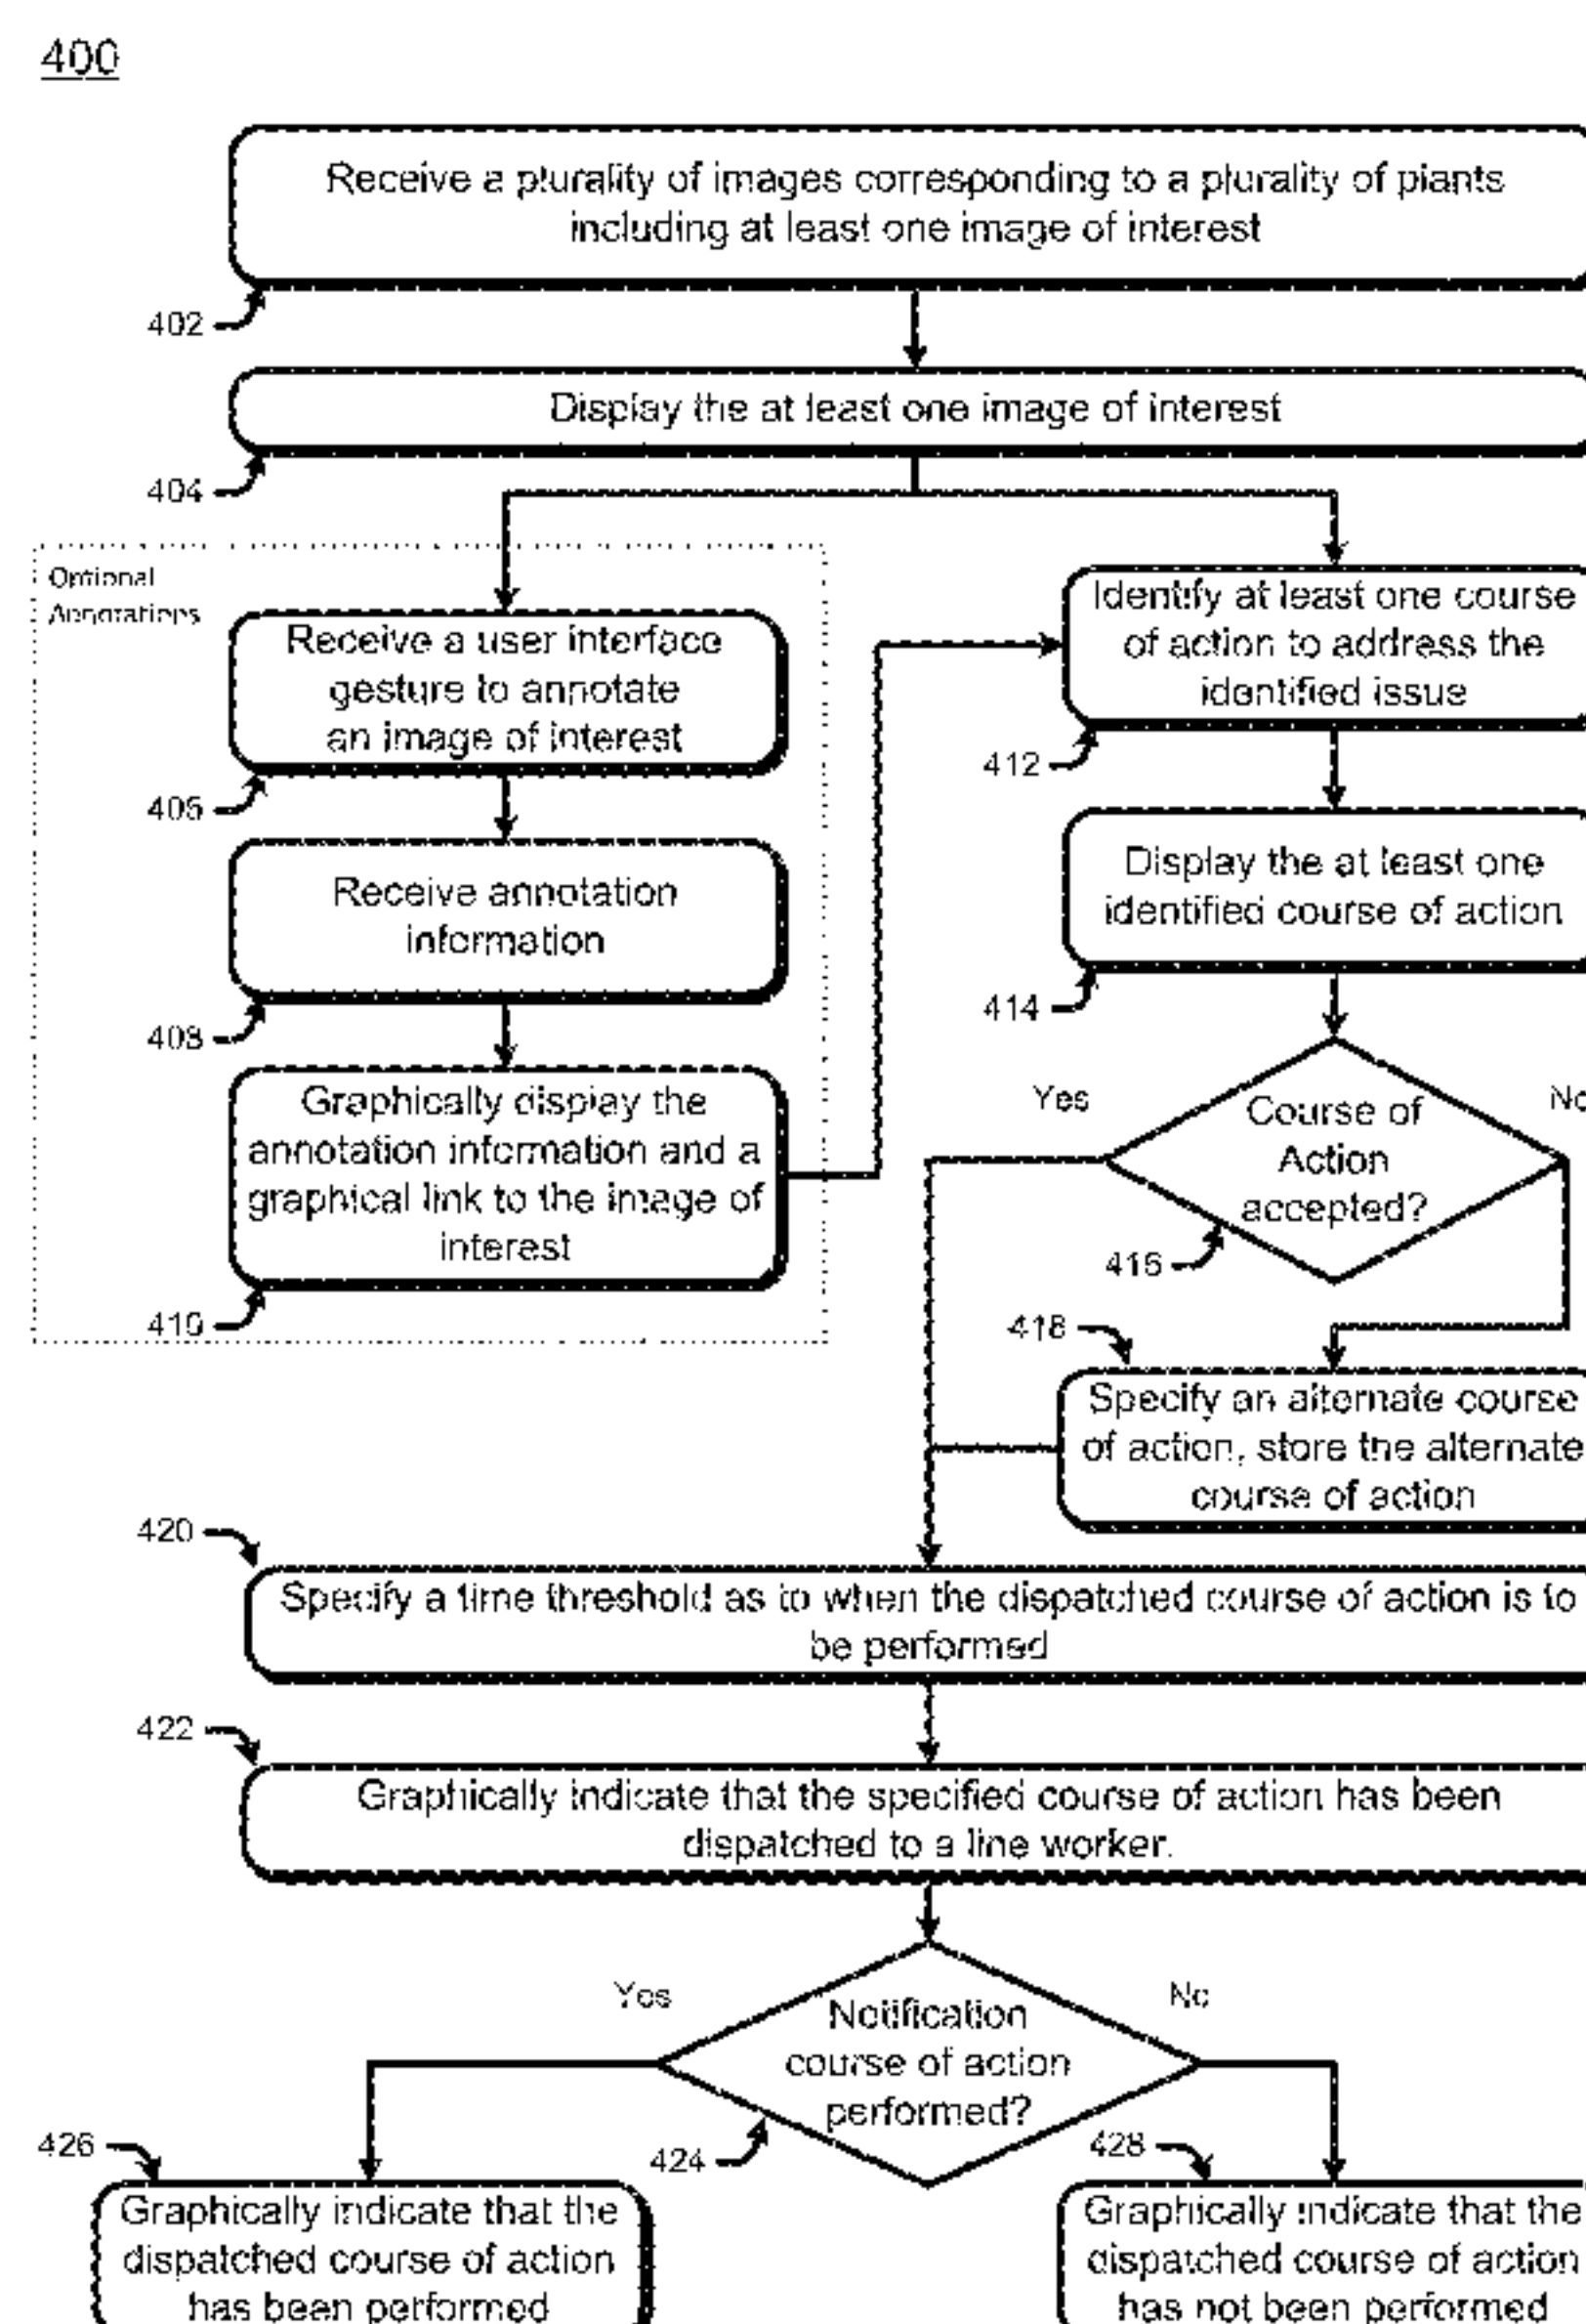 400
Receive a plurality of images corresponding to a plurality of plants
including at least one image of interest
402
Display the at least one image of interest
404
Optional
Annotations
Receive a user interface
gesture to annotate
an image of interest
406
Receive annotation
information
408
Graphically display the
annotation information and a
graphical link to the image of
interest
410
Identify at least one course
of action to address the
identified issue
412
Display the at least one
identified course of action
414
Yes
No
Course of
Action
accepted?
416
418
Specify an alternate course
of action, store the alternate
course of action
420
Specify a time threshold as to when the dispatched course of action is to
be performed
422
Graphically indicate that the specified course of action has been
dispatched to a line worker.
Yes
No
Notification
course of action
performed?
424
426
Graphically indicate that the
dispatched course of action
has been performed
428
Graphically indicate that the
dispatched course of action
has not been performed